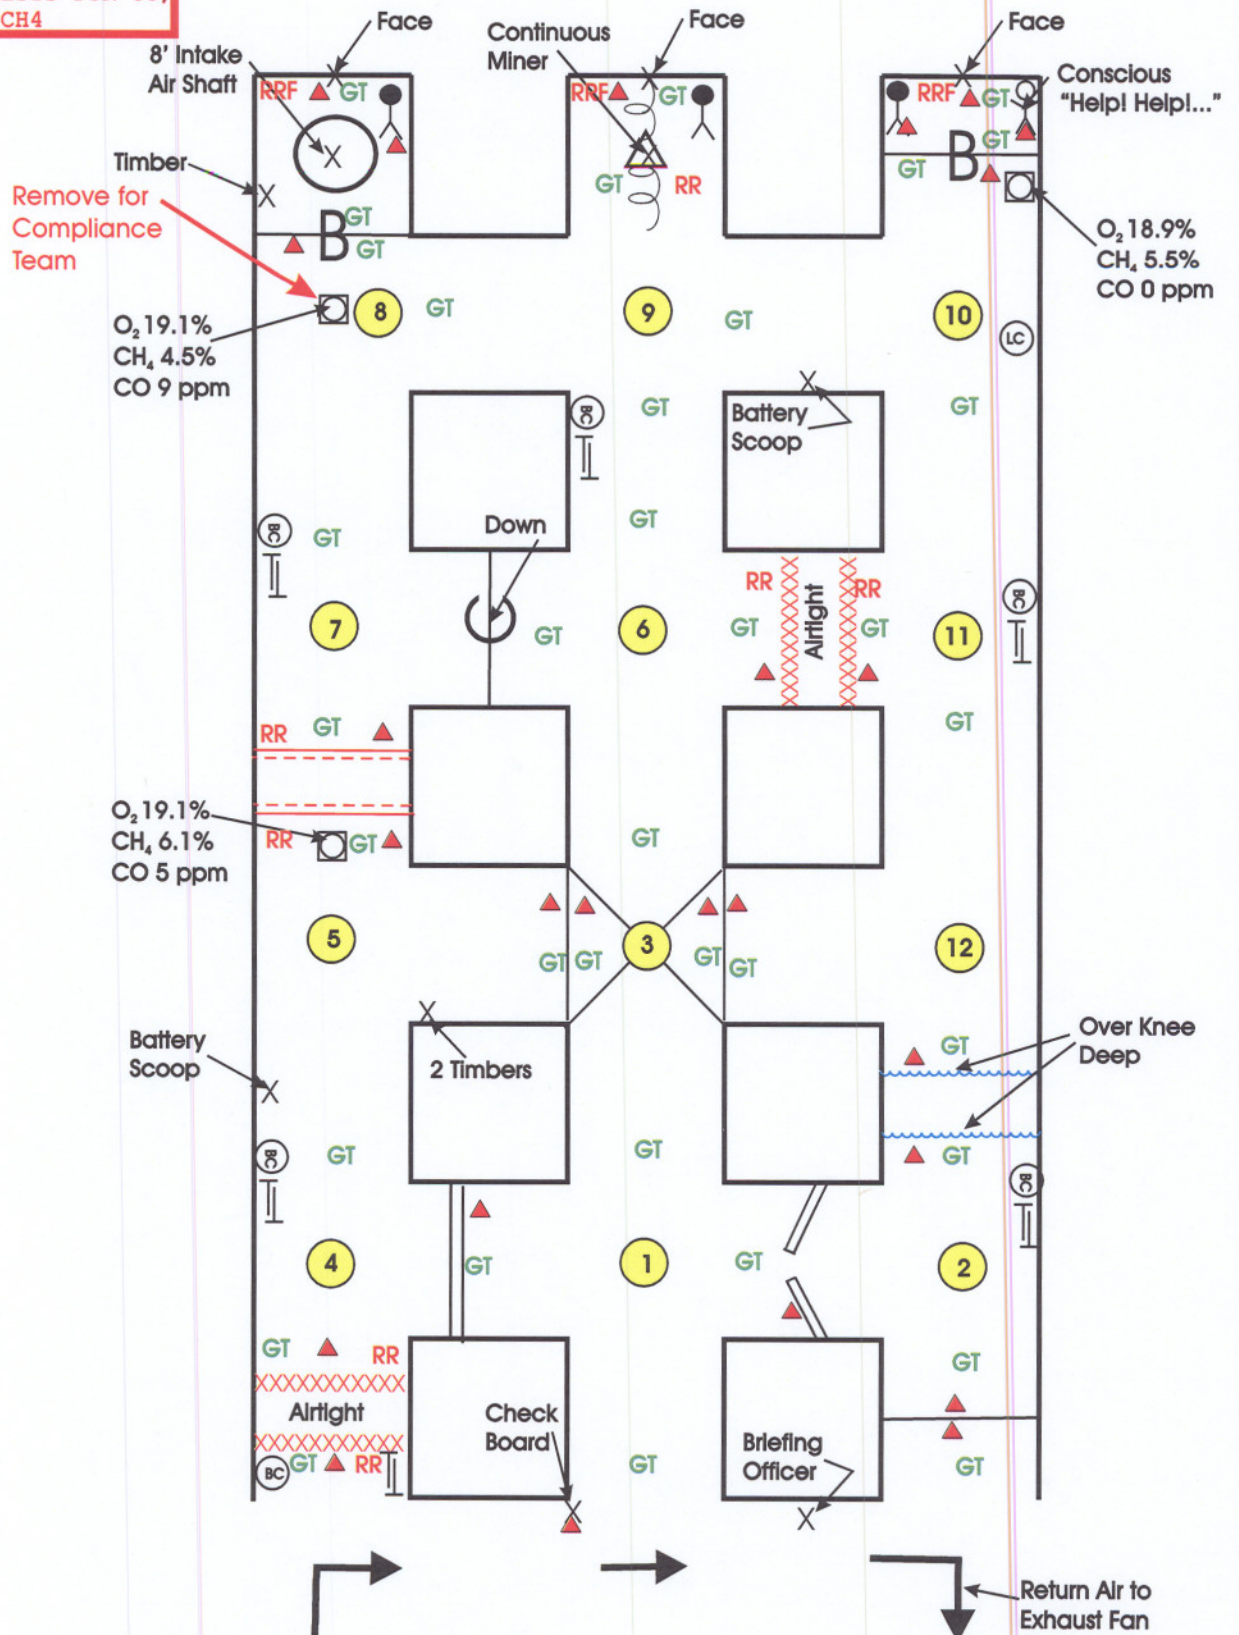 CH4
Face
Face
Face
8' Intake
Air Shaft
Continuous
Miner
Conscious
"Help! Help!..."
RRF GT
RRF GT
RRF GT
Timber
GT
B
GT
GT
GT RR
GT B
Remove for
Compliance
Team
O₂ 18.9%
CH₄ 5.5%
CO 0 ppm
8 GT 9 GT 10
LC
O₂ 19.1%
CH₄ 4.5%
CO 9 ppm
BC
GT
Battery
Scoop
GT
BC
GT
Down
GT
RR Airtight RR
BC
7 GT 6 GT GT 11
RR GT
GT
O₂ 19.1%
CH₄ 6.1%
CO 5 ppm
RR GT
GT
5 GT GT 3 GT GT 12
Battery
Scoop
2 Timbers
GT
Over Knee
Deep
BC
GT
GT
GT
BC
4 GT 1 GT 2
GT RR
GT
XXXXXXXXXX
Airtight
XXXXXXXXXX
BC GT RR
Check
Board
X
GT
Briefing
Officer
X
GT
Return Air to
Exhaust Fan